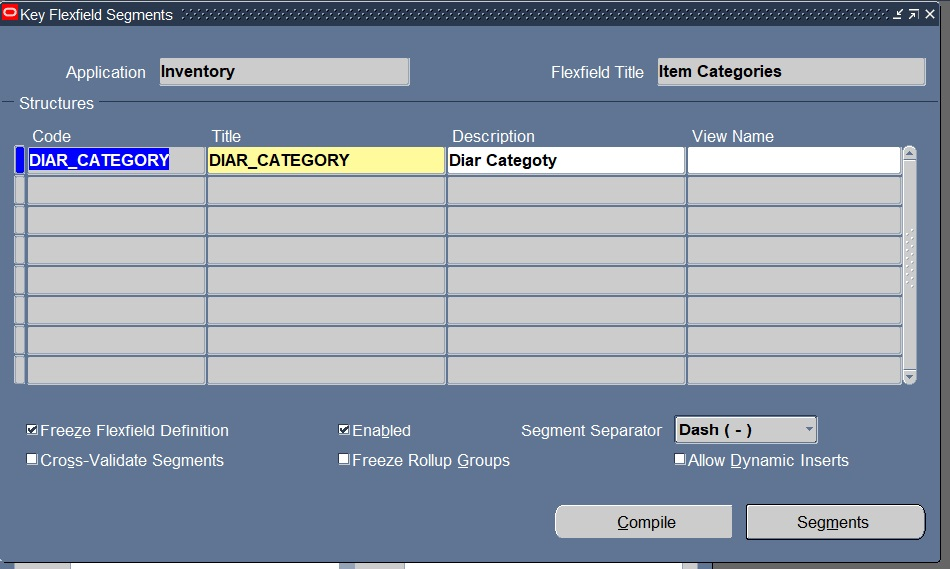 Key Flexfield Segments
Application Inventory Flexfield Title Item Categories
Structures
Code Title Description View Name
DIAR_CATEGORY DIAR_CATEGORY Diar Categoty
Freeze Flexfield Definition Enabled Segment Separator Dash ( - )
Cross-Validate Segments Freeze Rollup Groups Allow Dynamic Inserts
Compile Segments